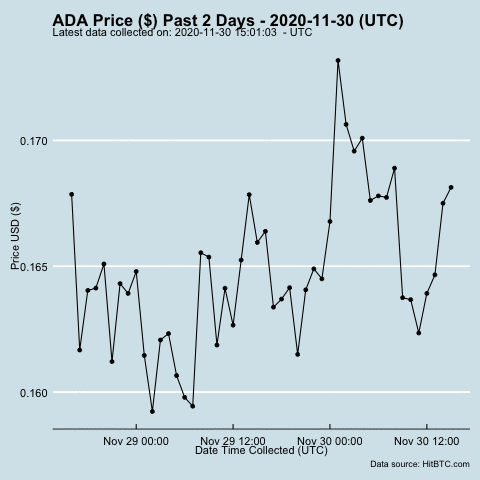 ADA Price ($) Past 2 Days - 2020-11-30 (UTC)
Latest data collected on: 2020-11-30 15:01:03 - UTC
0.170
0.165
0.160
Price USD ($)
Nov 29 00:00 Nov 29 12:00 Nov 30 00:00 Nov 30 12:00
Date Time Collected (UTC)
Data source: HitBTC.com